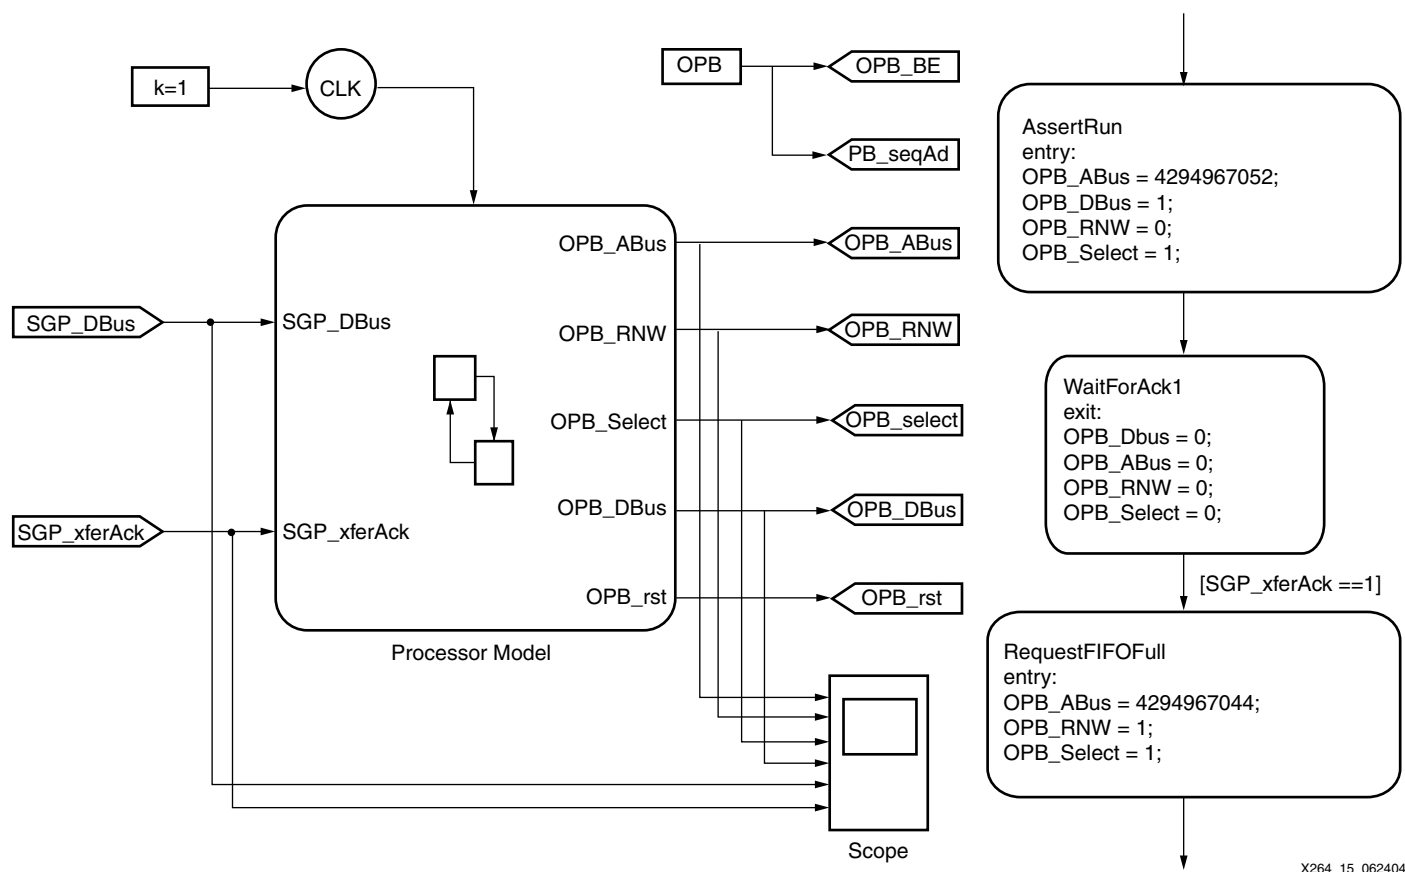 k=1
CLK
OPB
OPB_BE
PB_seqAd
SGP_DBus
SGP_xferAck
SGP_DBus
SGP_xferAck
OPB_ABus
OPB_RNW
OPB_Select
OPB_DBus
OPB_rst
Processor Model
OPB_ABus
OPB_RNW
OPB_select
OPB_DBus
OPB_rst
Scope
AssertRun
entry:
OPB_ABus = 4294967052;
OPB_DBus = 1;
OPB_RNW = 0;
OPB_Select = 1;
WaitForAck1
exit:
OPB_Dbus = 0;
OPB_ABus = 0;
OPB_RNW = 0;
OPB_Select = 0;
[SGP_xferAck ==1]
RequestFIFOFull
entry:
OPB_ABus = 4294967044;
OPB_RNW = 1;
OPB_Select = 1;
X264_15_062404